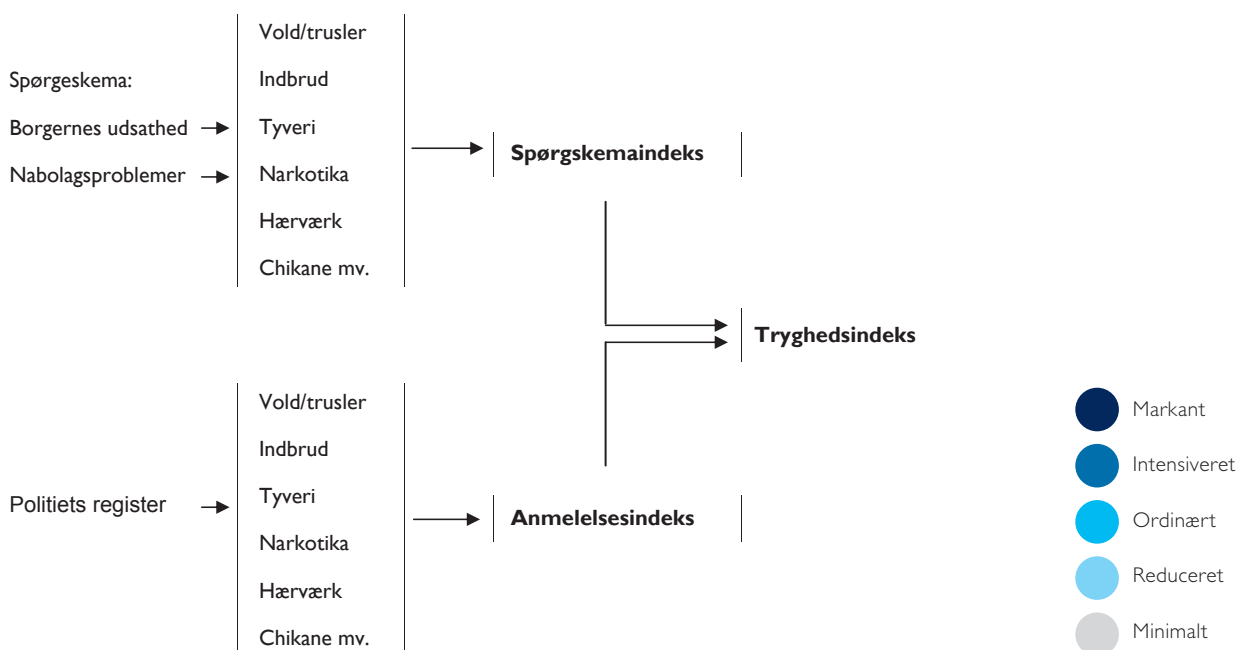 Spørgeskema:
Borgernes udsathed
Nabolagsproblemer
Vold/trusler
Indbrud
Tyveri
Narkotika
Hærværk
Chikane mv.
Spørgskemaindeks
Tryghedsindeks
Politiets register
Vold/trusler
Indbrud
Tyveri
Narkotika
Hærværk
Chikane mv.
Anmelelsesindeks
Markant
Intensiveret
Ordinært
Reduceret
Minimalt